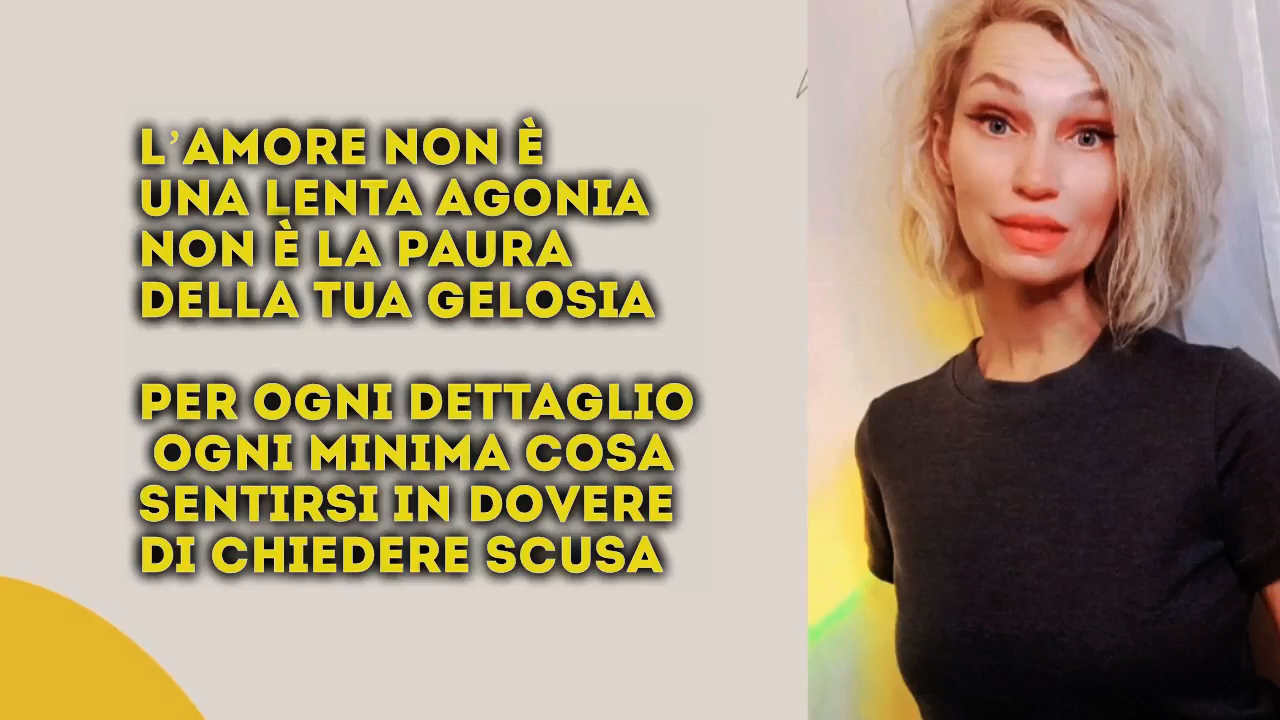 L'AMORE NON È
UNA LENTA AGONIA
NON È LA PAURA
DELLA TUA GELOSIA
PER OGNI DETTAGLIO
OGNI MINIMA COSA
SENTIRSI IN DOVERE
DI CHIEDERE SCUSA